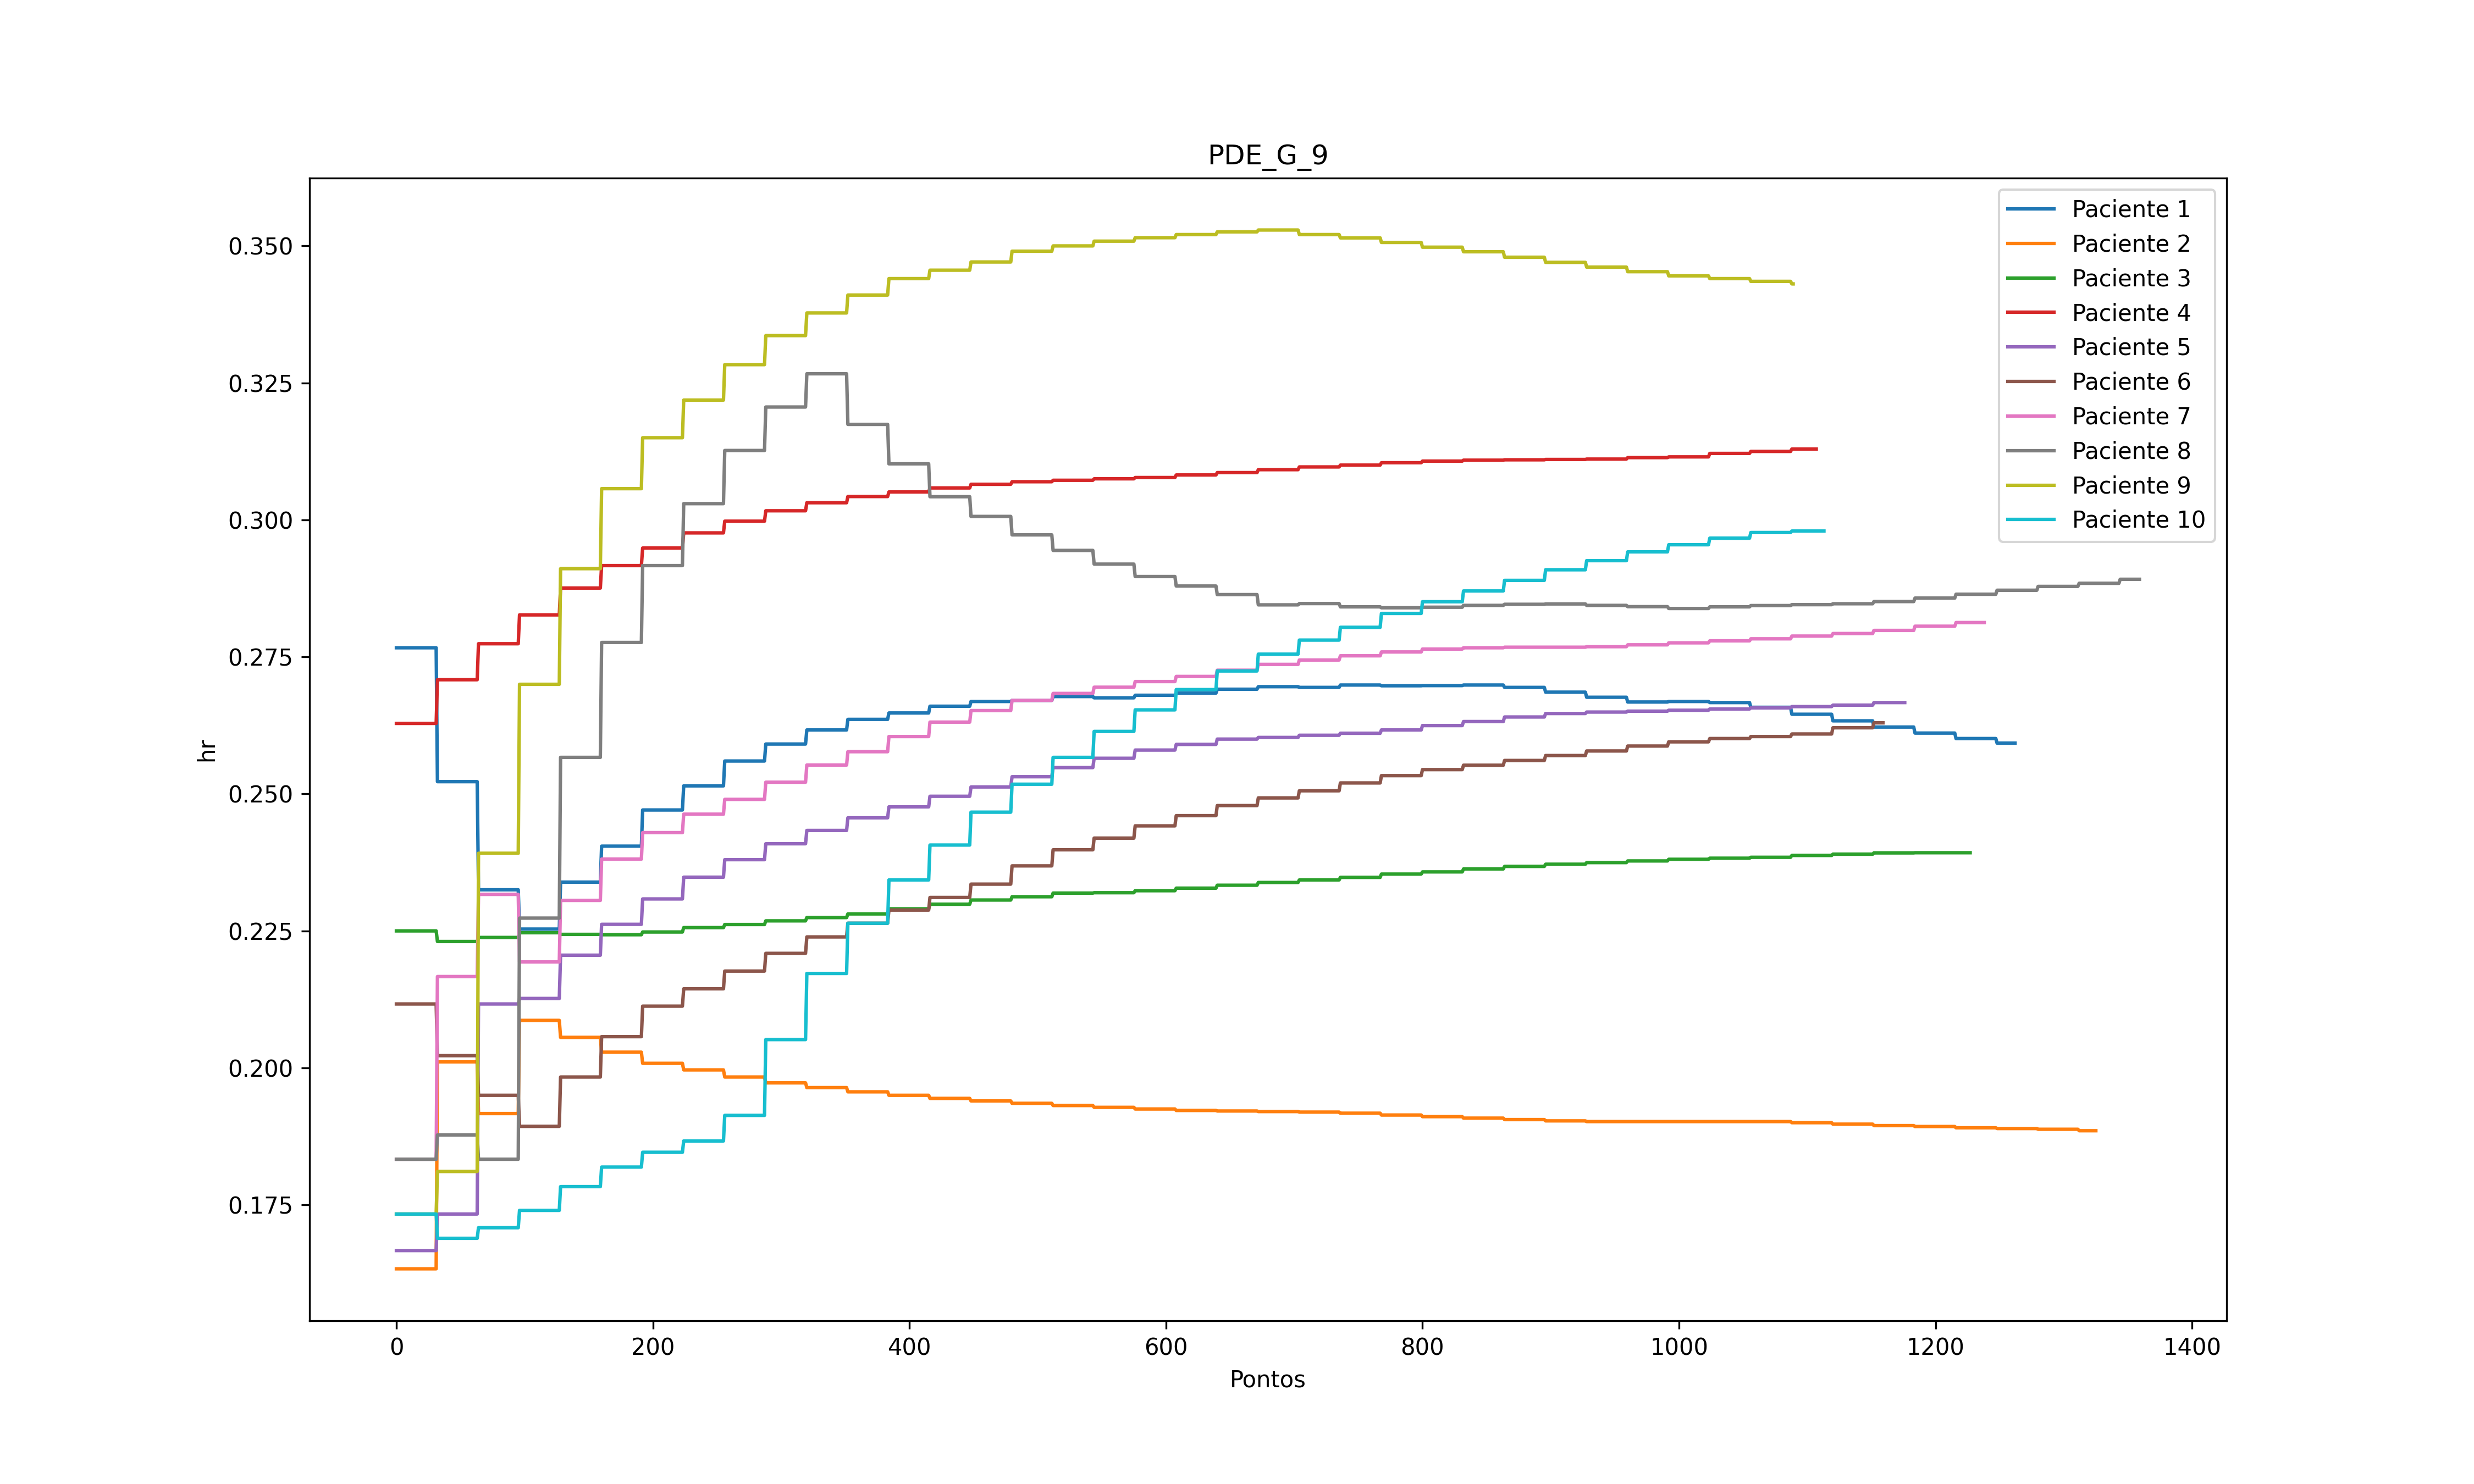 PDE_G_9
hr
0.350
0.325
0.300
0.275
0.250
0.225
0.200
0.175
0 200 400 600 800 1000 1200 1400
Pontos
Paciente 1
Paciente 2
Paciente 3
Paciente 4
Paciente 5
Paciente 6
Paciente 7
Paciente 8
Paciente 9
Paciente 10